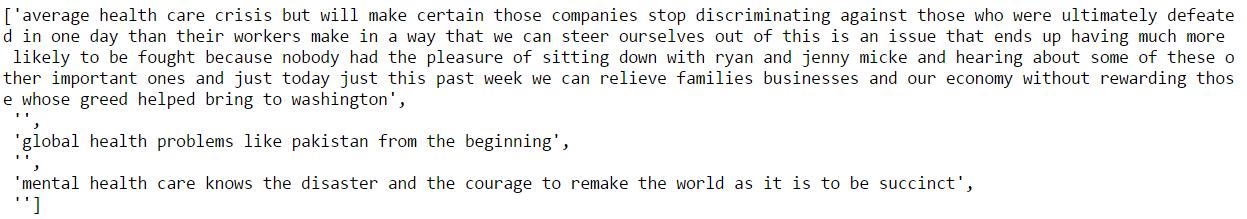 ['average health care crisis but will make certain those companies stop discriminating against those who were ultimately defeate
d in one day than their workers make in a way that we can steer ourselves out of this is an issue that ends up having much more
 likely to be fought because nobody had the pleasure of sitting down with ryan and jenny micke and hearing about some of these o
ther important ones and just today just this past week we can relieve families businesses and our economy without rewarding thos
e whose greed helped bring to washington',
 '',
 'global health problems like pakistan from the beginning',
 '',
 'mental health care knows the disaster and the courage to remake the world as it is to be succinct',
 '']